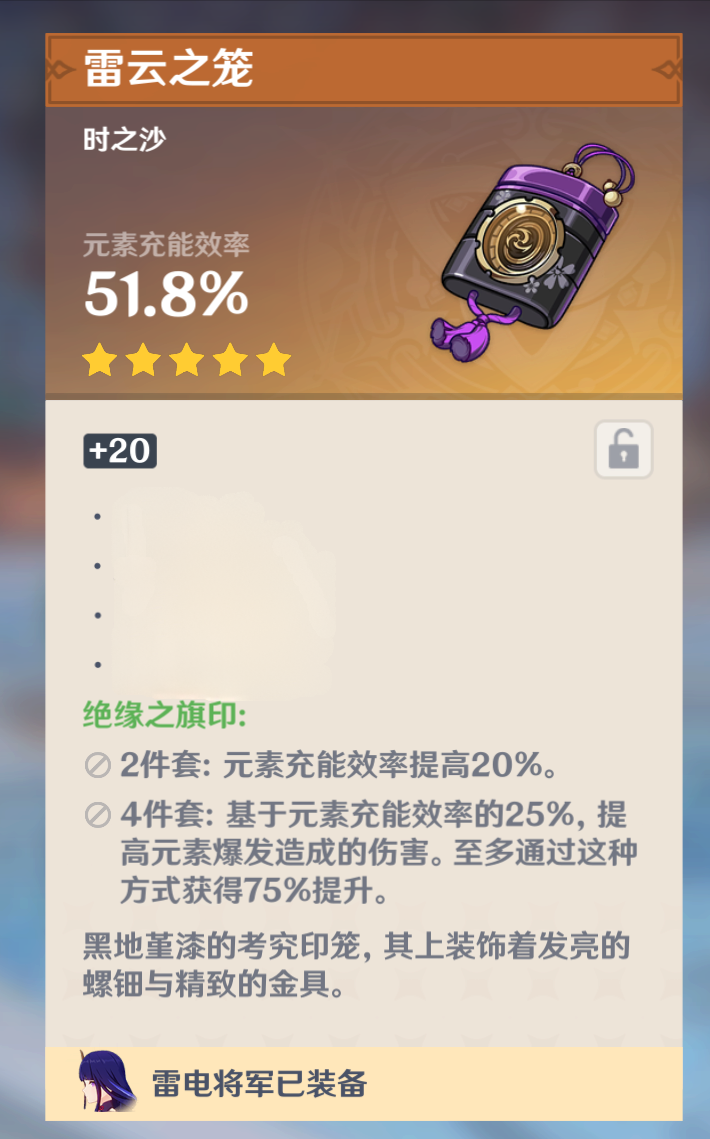 雷云之笼
时之沙
元素充能效率
51.8%
+20
绝缘之旗印:
2件套: 元素充能效率提高20%。
4件套: 基于元素充能效率的25%, 提
高元素爆发造成的伤害。至多通过这种
方式获得75%提升。
黑地堇漆的考究印笼, 其上装饰着发亮的
螺钿与精致的金具。
雷电将军已装备